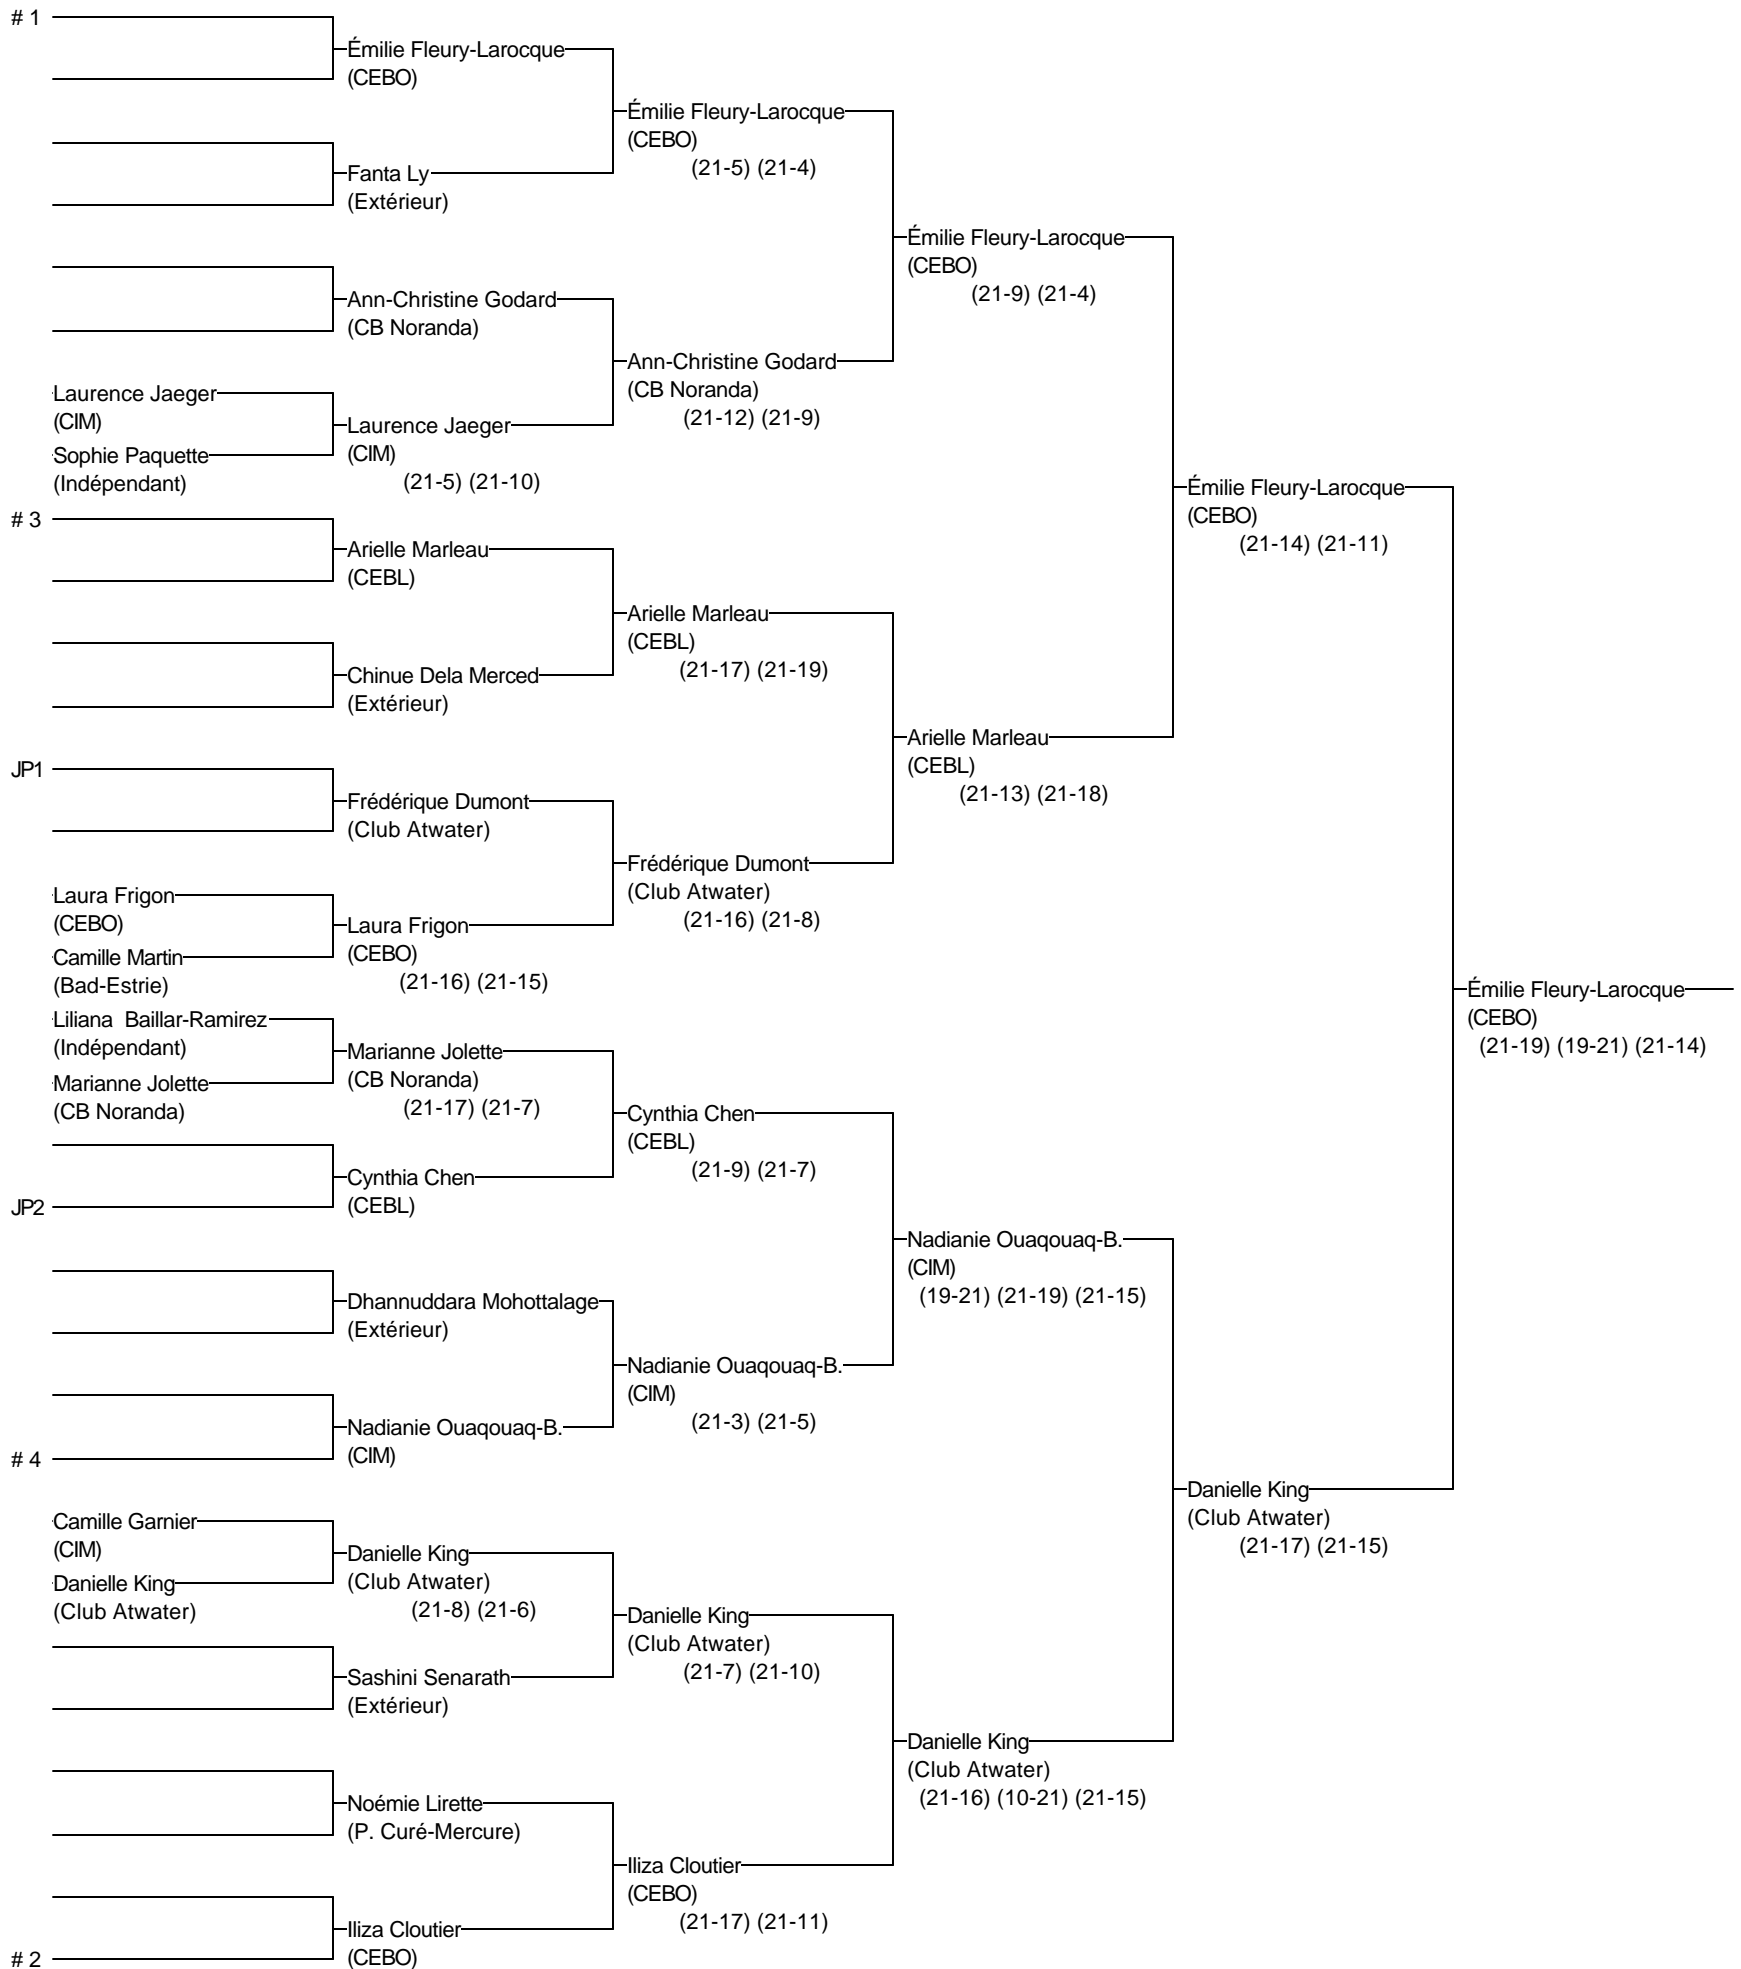 # 1
Émilie Fleury-Larocque
(CEBO)
Émilie Fleury-Larocque
(CEBO)
(21-5) (21-4)
Fanta Ly
(Extérieur)
Émilie Fleury-Larocque
(CEBO)
(21-9) (21-4)
Ann-Christine Godard
(CB Noranda)
Ann-Christine Godard
(CB Noranda)
(21-12) (21-9)
Laurence Jaeger
(CIM)
Laurence Jaeger
(CIM)
(21-5) (21-10)
Sophie Paquette
(Indépendant)
Émilie Fleury-Larocque
(CEBO)
(21-14) (21-11)
# 3
Arielle Marleau
(CEBL)
Arielle Marleau
(CEBL)
(21-17) (21-19)
Chinue Dela Merced
(Extérieur)
Arielle Marleau
(CEBL)
(21-13) (21-18)
JP1
Frédérique Dumont
(Club Atwater)
Frédérique Dumont
(Club Atwater)
(21-16) (21-8)
Laura Frigon
(CEBO)
Laura Frigon
(CEBO)
(21-16) (21-15)
Camille Martin
(Bad-Estrie)
Émilie Fleury-Larocque
(CEBO)
(21-19) (19-21) (21-14)
Liliana  Baillar-Ramirez
(Indépendant)
Marianne Jolette
(CB Noranda)
(21-17) (21-7)
Marianne Jolette
(CB Noranda)
Cynthia Chen
(CEBL)
(21-9) (21-7)
Cynthia Chen
(CEBL)
JP2
Nadianie Ouaqouaq-B.
(CIM)
(19-21) (21-19) (21-15)
Dhannuddara Mohottalage
(Extérieur)
Nadianie Ouaqouaq-B.
(CIM)
(21-3) (21-5)
Nadianie Ouaqouaq-B.
(CIM)
# 4
Danielle King
(Club Atwater)
(21-17) (21-15)
Camille Garnier
(CIM)
Danielle King
(Club Atwater)
(21-8) (21-6)
Danielle King
(Club Atwater)
Danielle King
(Club Atwater)
(21-7) (21-10)
Sashini Senarath
(Extérieur)
Danielle King
(Club Atwater)
(21-16) (10-21) (21-15)
Noémie Lirette
(P. Curé-Mercure)
Iliza Cloutier
(CEBO)
(21-17) (21-11)
Iliza Cloutier
(CEBO)
# 2